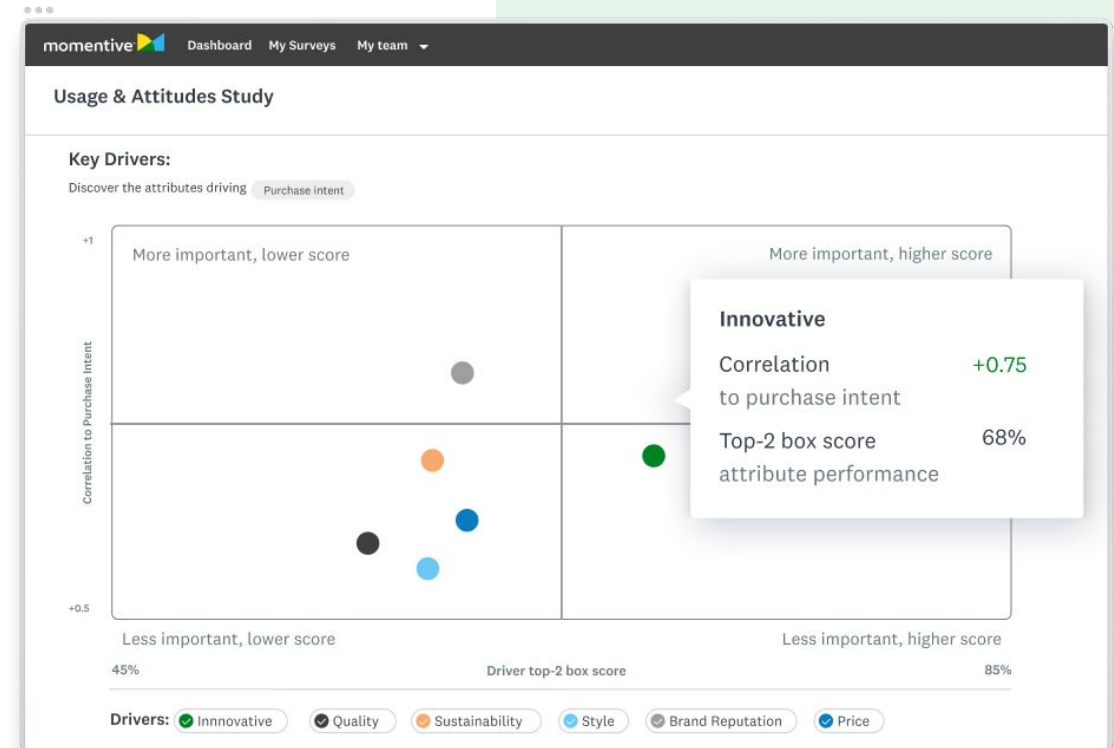 momentive
Dashboard My Surveys My team
Usage & Attitudes Study
Key Drivers:
Discover the attributes driving Purchase intent
+1
More important, lower score
More important, higher score
Correlation to Purchase Intent
Innovative
Correlation +0.75
to purchase intent
Top-2 box score 68%
attribute performance
+0.5
Less important, lower score
Less important, higher score
45% Driver top-2 box score 85%
Drivers: Innnovative Quality Sustainability Style Brand Reputation Price